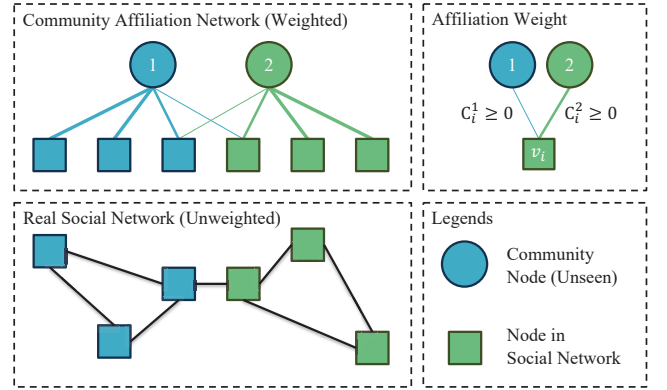 Community Affiliation Network (Weighted)
1
2
Affiliation Weight
1
2
C_i^1 ≥ 0
C_i^2 ≥ 0
v_i
Real Social Network (Unweighted)
Legends
Community
Node (Unseen)
Node in
Social Network